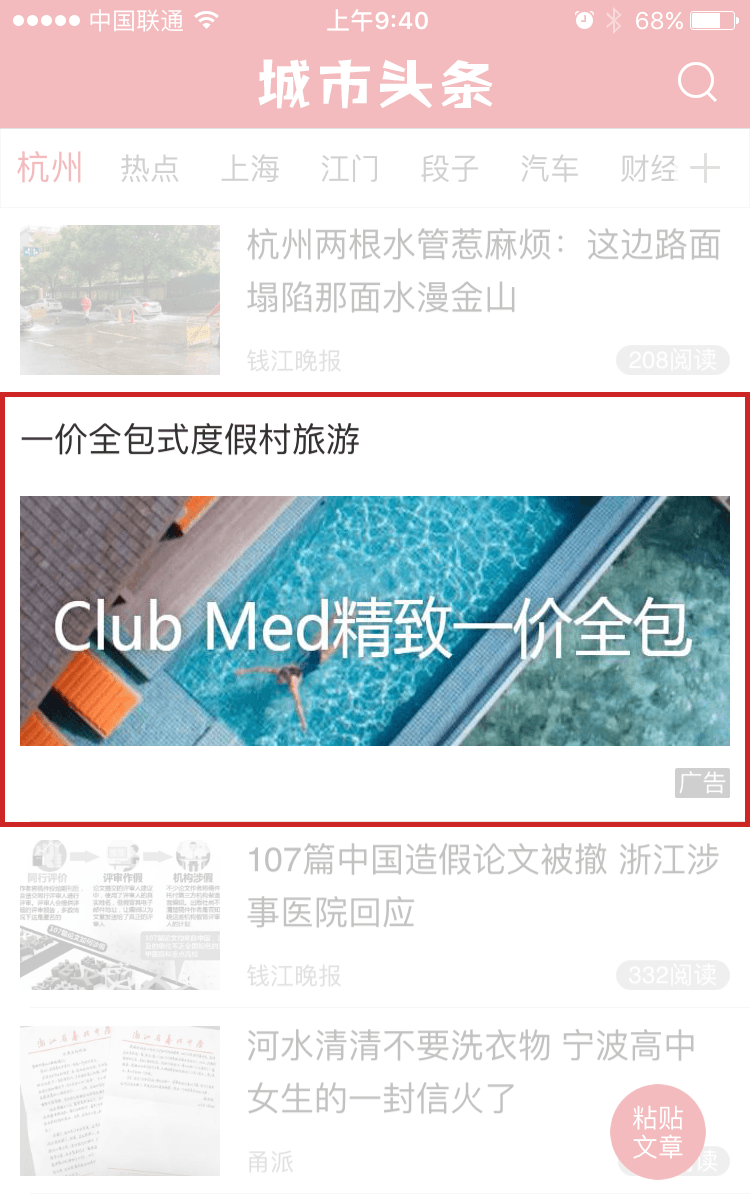 中国联通
上午9:40
68%
城市头条
杭州 热点 上海 江门 段子 汽车 财经
杭州两根水管惹麻烦：这边路面
塌陷那面水漫金山
钱江晚报
208阅读
一价全包式度假村旅游
Club Med精致一价全包
广告
同行评价
评审作假
机构涉假
107篇中国造假论文被撤 浙江涉
事医院回应
钱江晚报
332阅读
河水清清不要洗衣物 宁波高中
女生的一封信火了
甬派
粘贴
文章